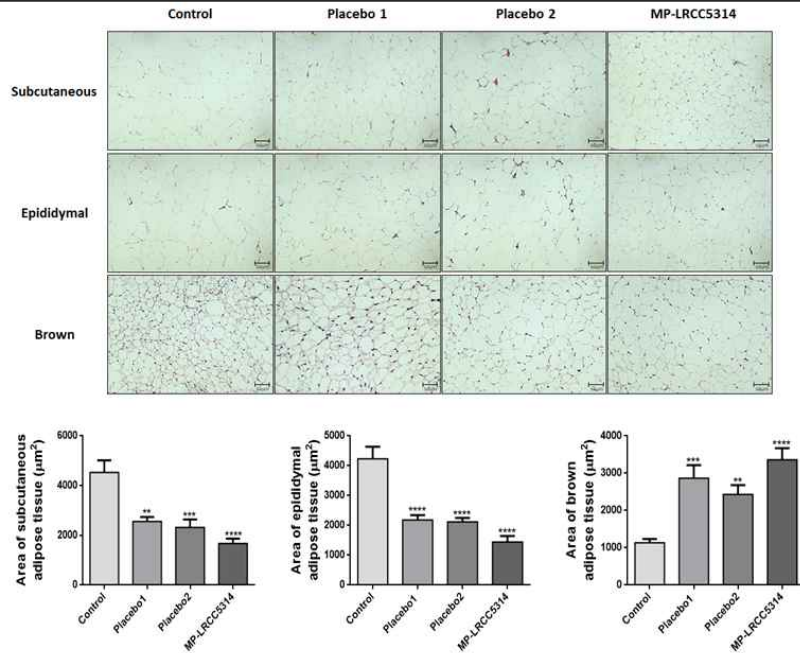 Control Placebo 1 Placebo 2 MP-LRCC5314
Subcutaneous
Epididymal
Brown
Area of subcutaneous
adipose tissue (μm²)
6000
4000
2000
0
**
***
****
Control
Placebo1
Placebo2
MP-LRCC5314
Area of epididymal
adipose tissue (μm²)
5000
4000
3000
2000
1000
0
****
****
****
Control
Placebo1
Placebo2
MP-LRCC5314
Area of brown
adipose tissue (μm²)
4000
3000
2000
1000
0
***
**
****
Control
Placebo1
Placebo2
MP-LRCC5314